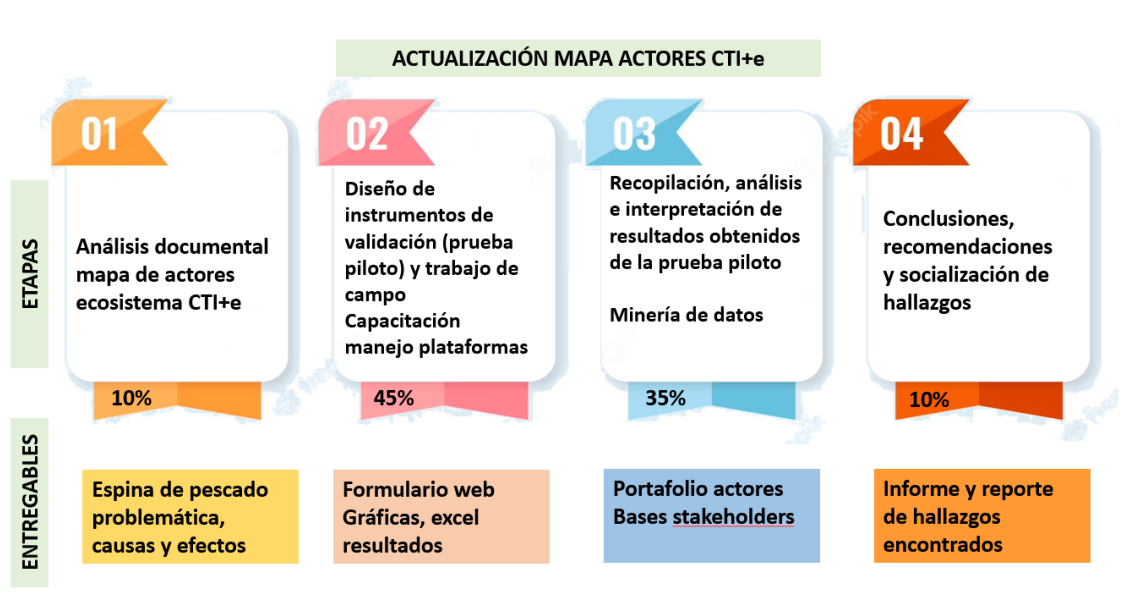 ACTUALIZACIÓN MAPA ACTORES CTI+e
ETAPAS
01
Análisis documental
mapa de actores
ecosistema CTI+e
10%
02
Diseño de
instrumentos de
validación (prueba
piloto) y trabajo de
campo
Capacitación
manejo plataformas
45%
03
Recopilación, análisis
e interpretación de
resultados obtenidos
de la prueba piloto
Minería de datos
35%
04
Conclusiones,
recomendaciones
y socialización de
hallazgos
10%
ENTREGABLES
Espina de pescado
problemática,
causas y efectos
Formulario web
Gráficas, excel
resultados
Portafolio actores
Bases stakeholders
Informe y reporte
de hallazgos
encontrados